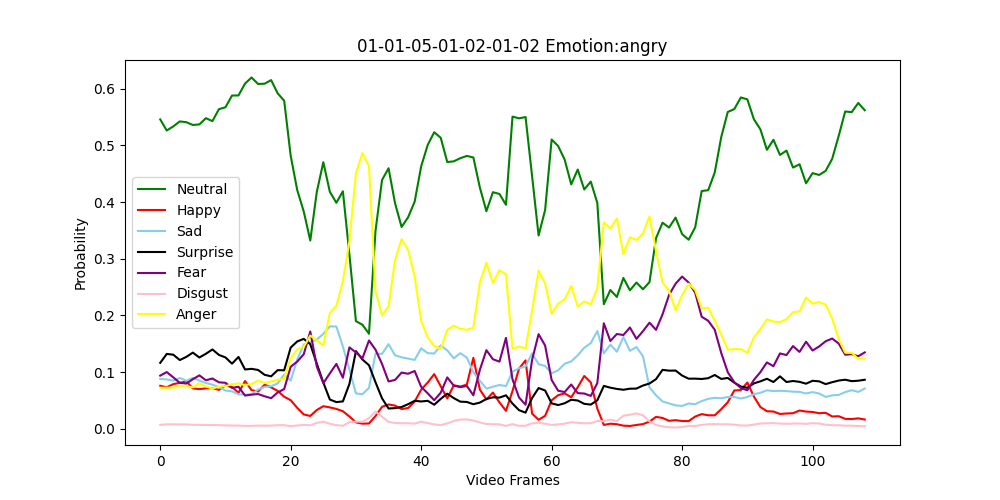 01-01-05-01-02-01-02 Emotion:angry
Probability
0.6
0.5
0.4
0.3
0.2
0.1
0.0
Neutral
Happy
Sad
Surprise
Fear
Disgust
Anger
0 20 40 60 80 100
Video Frames